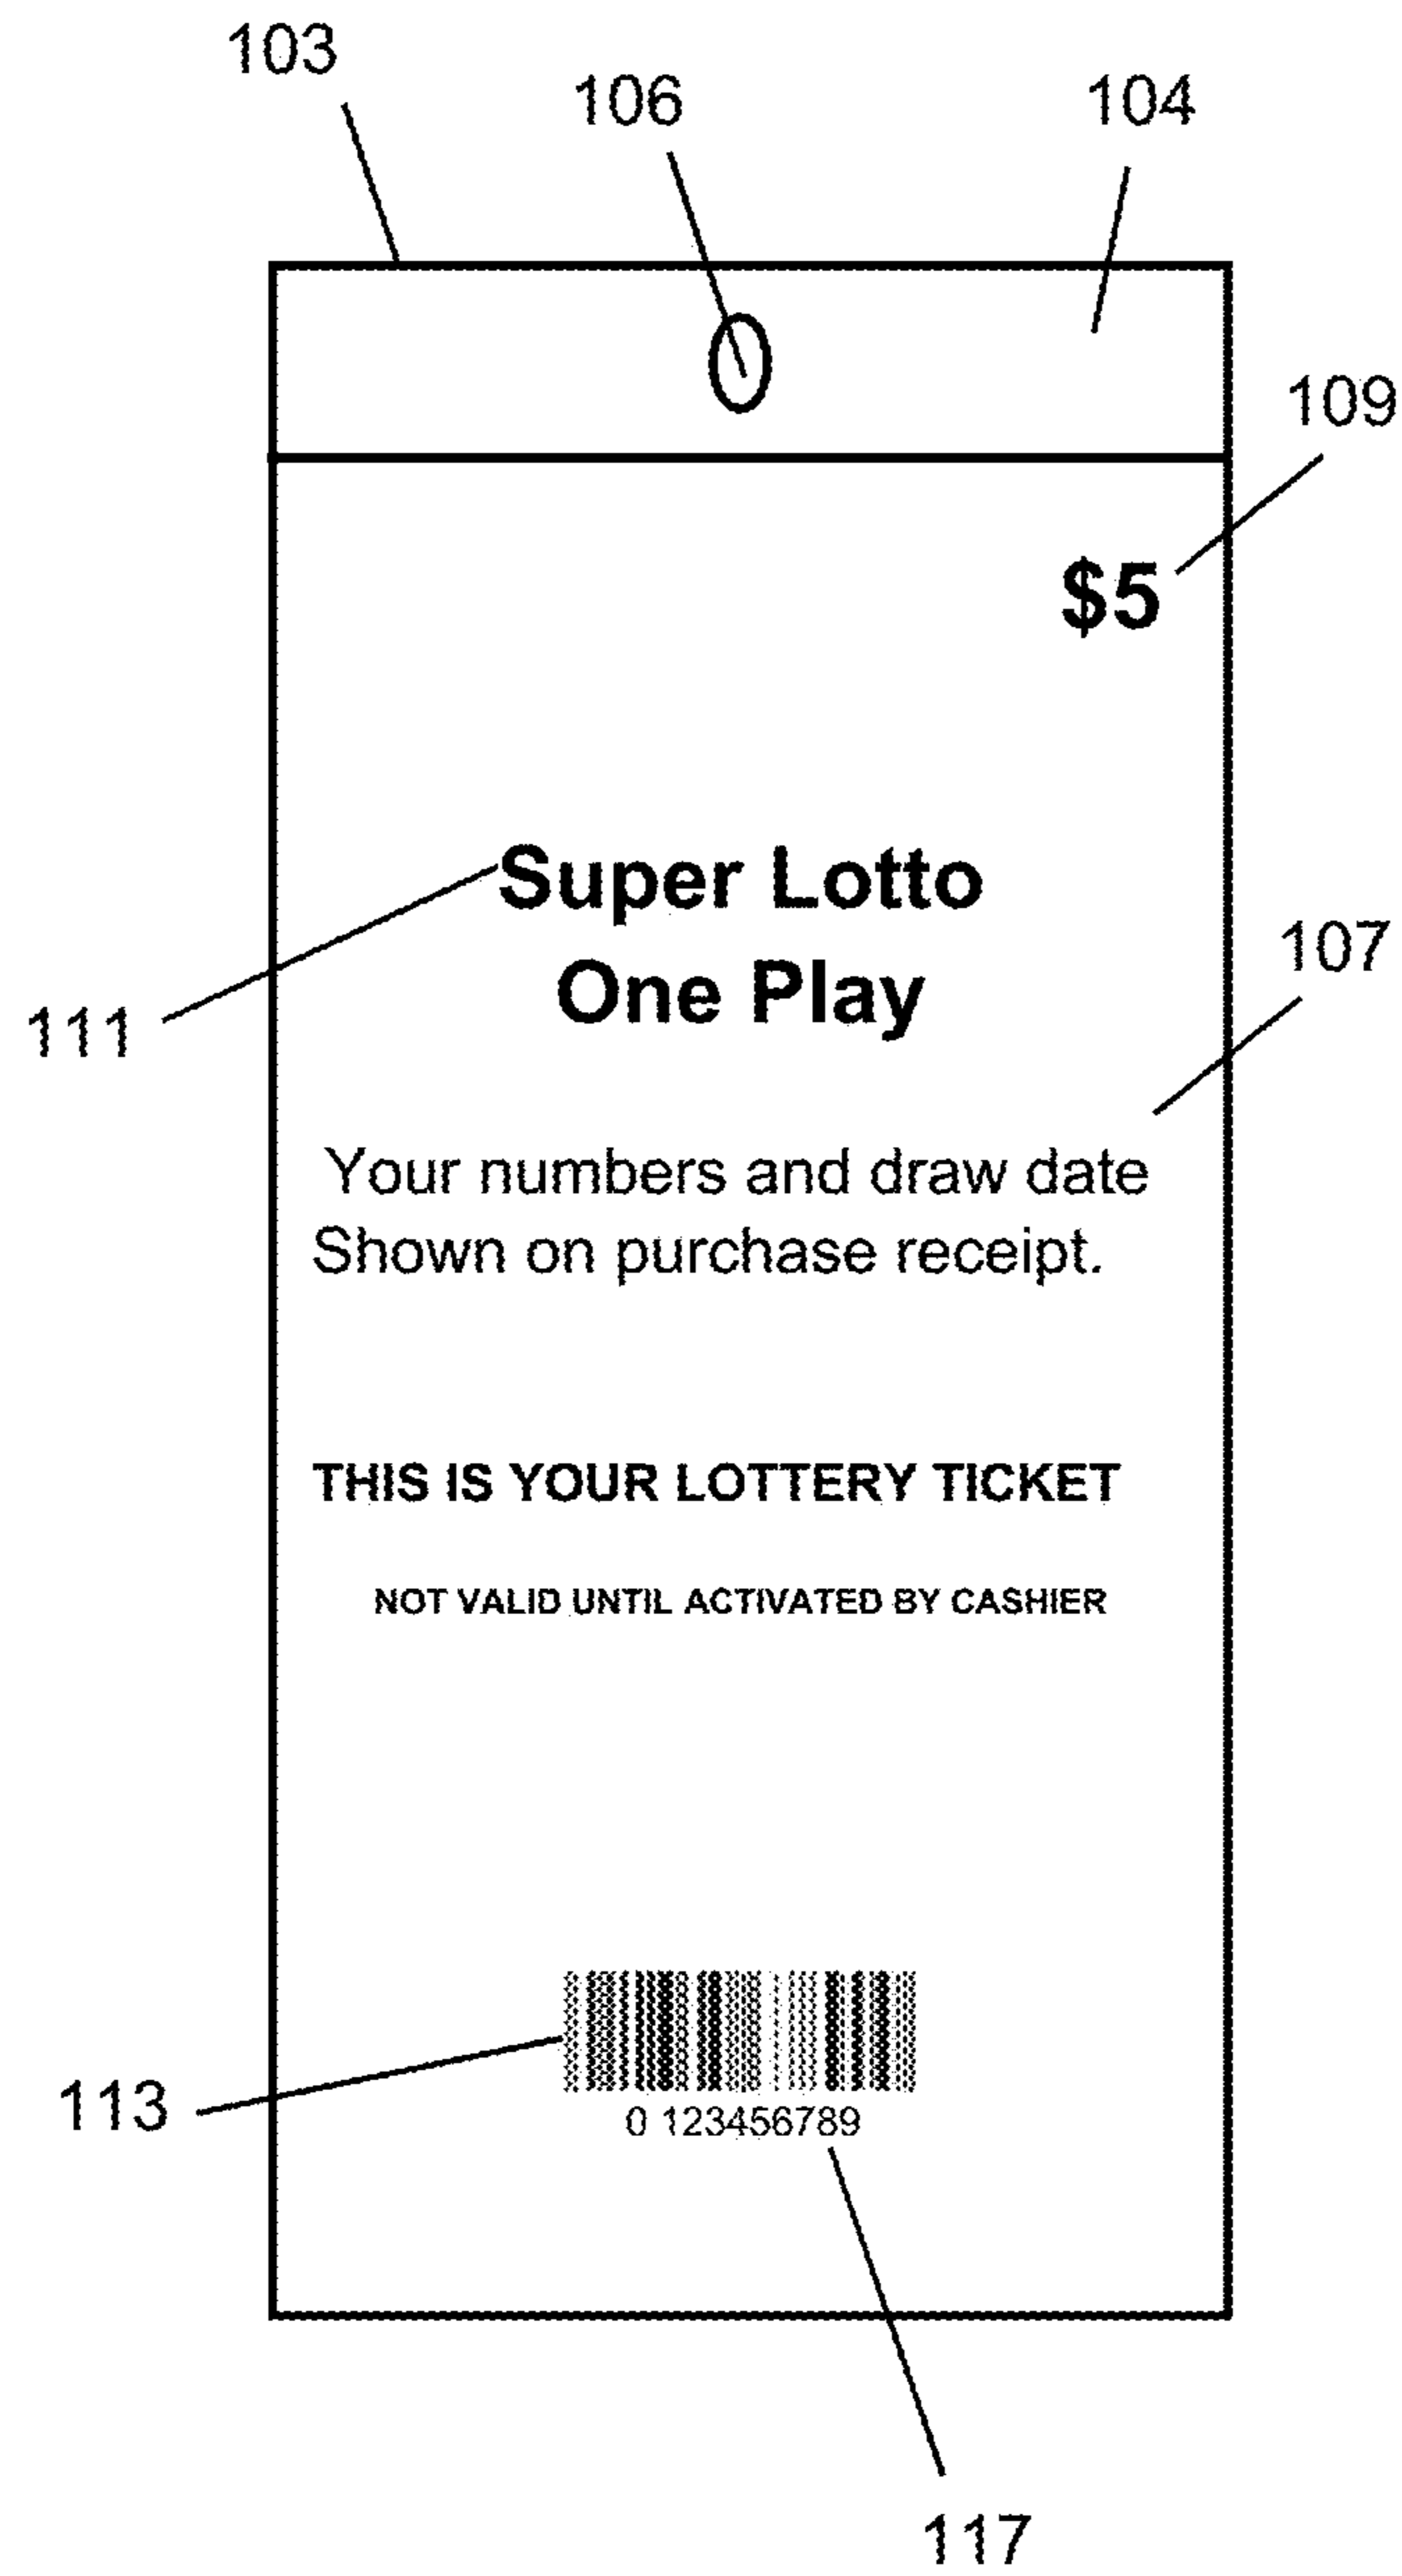 103
106
104
109
$5
Super Lotto
One Play
111
107
Your numbers and draw date
Shown on purchase receipt.
THIS IS YOUR LOTTERY TICKET
NOT VALID UNTIL ACTIVATED BY CASHIER
113
0 123456789
117